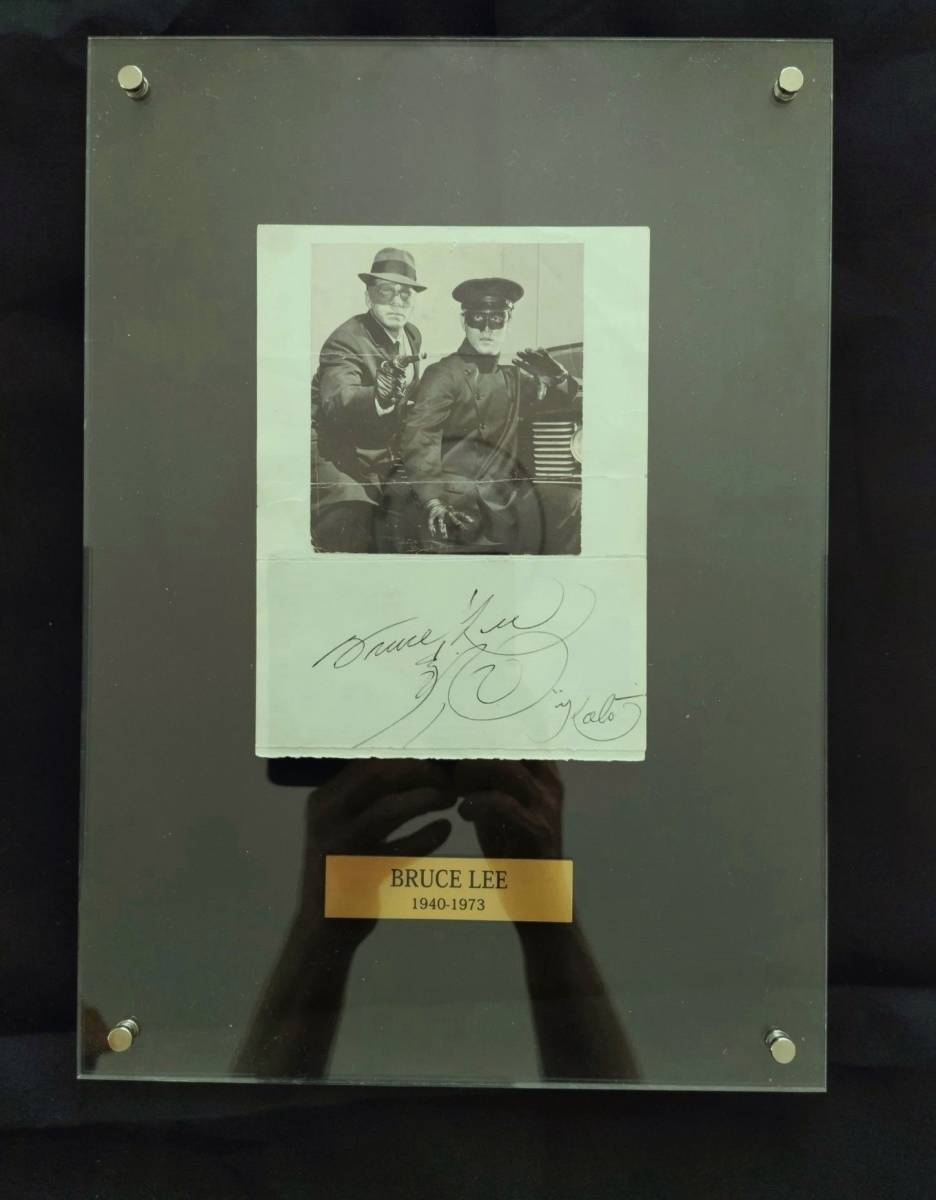 Bruce Lee
"Kato"
BRUCE LEE
1940-1973